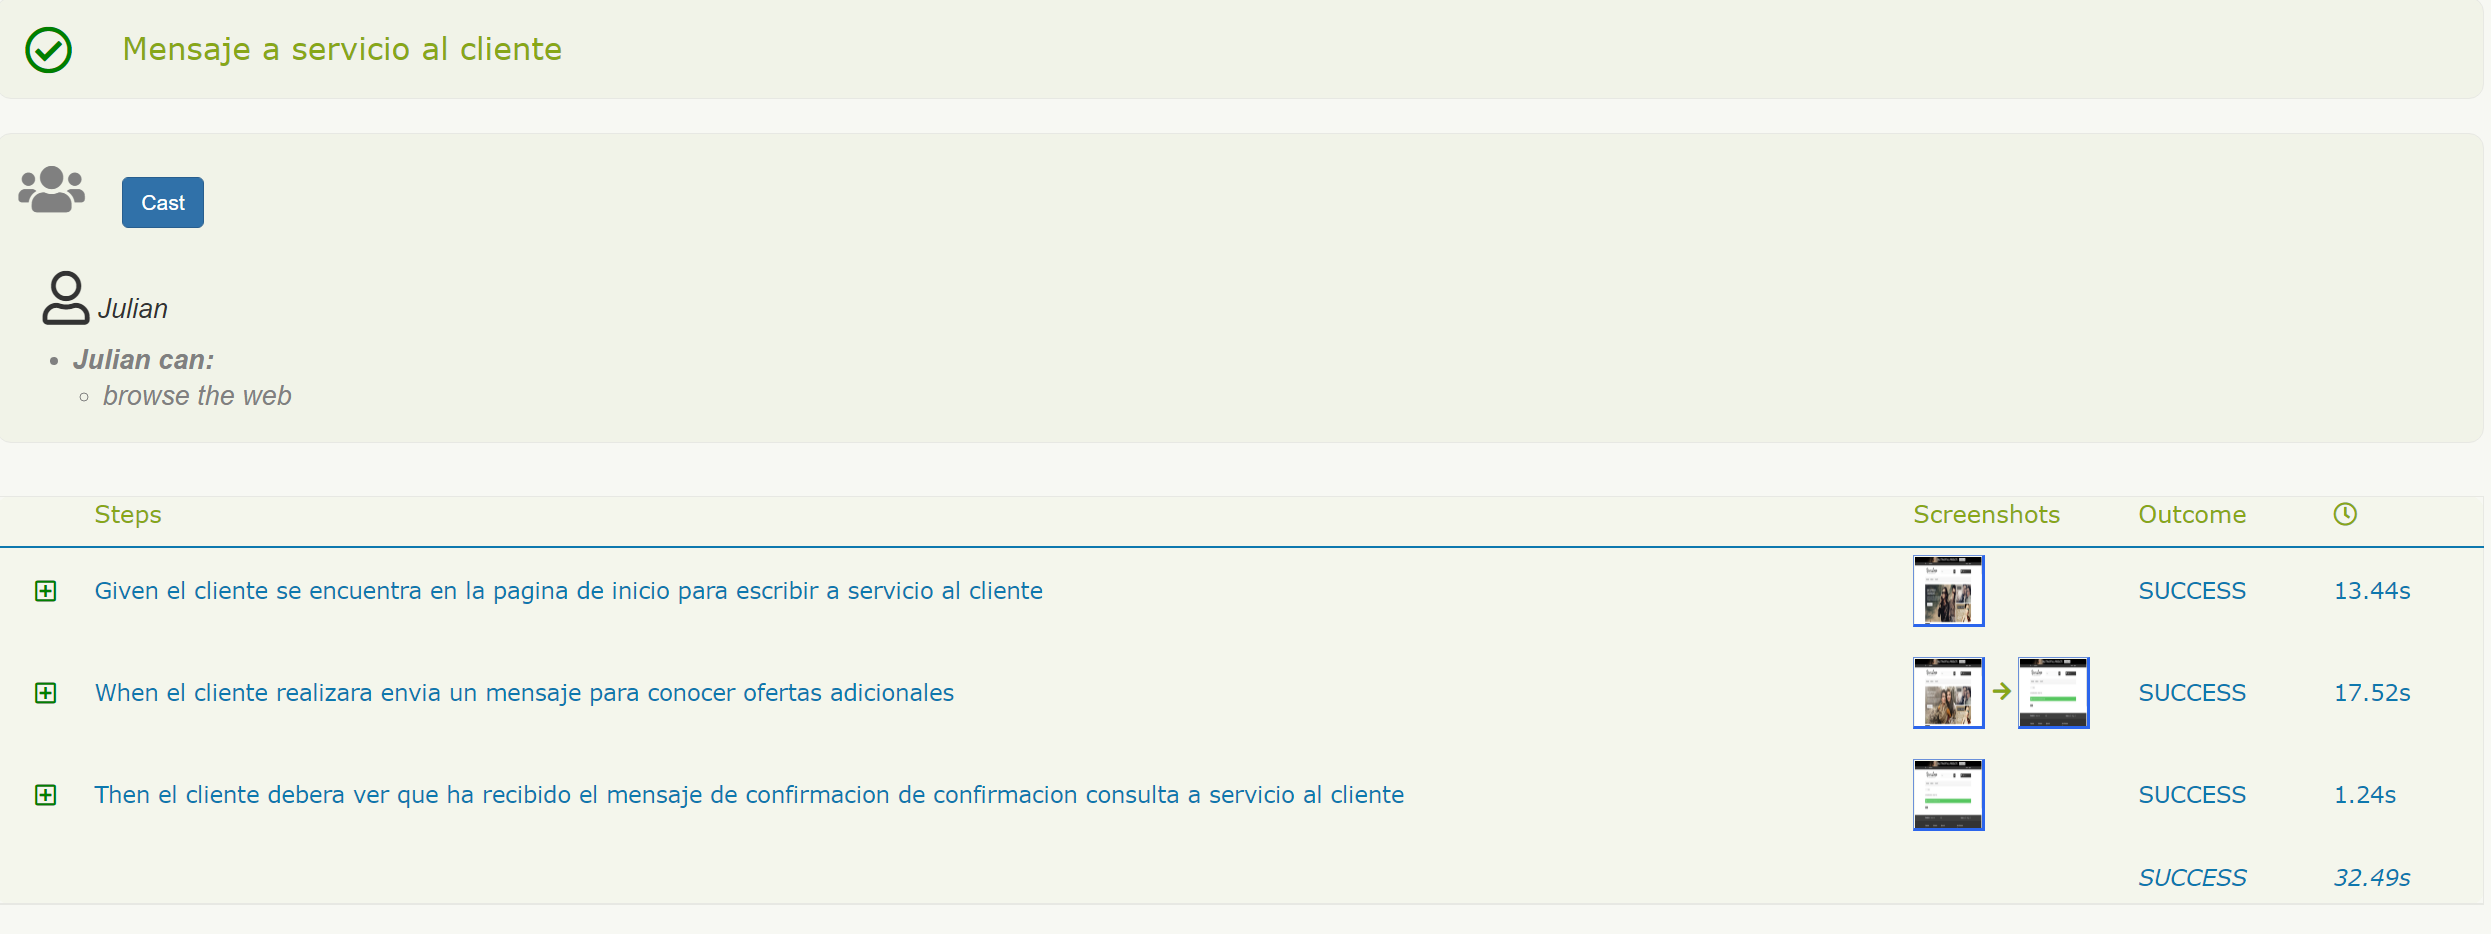 Mensaje a servicio al cliente
Cast
Julian
Julian can:
browse the web
Steps Screenshots Outcome
Given el cliente se encuentra en la pagina de inicio para escribir a servicio al cliente SUCCESS 13.44s
When el cliente realizara envia un mensaje para conocer ofertas adicionales SUCCESS 17.52s
Then el cliente debera ver que ha recibido el mensaje de confirmacion de confirmacion consulta a servicio al cliente SUCCESS 1.24s
SUCCESS 32.49s